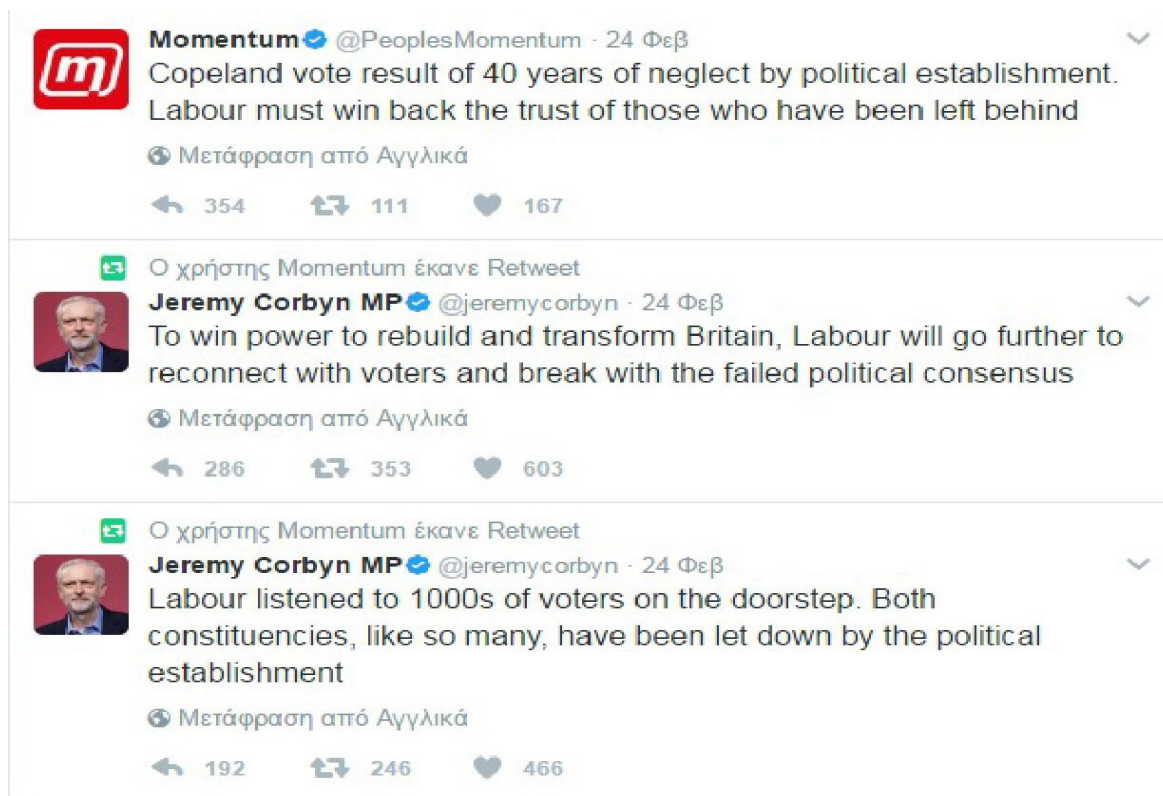 Momentum @PeoplesMomentum · 24 Φεβ
Copeland vote result of 40 years of neglect by political establishment.
Labour must win back the trust of those who have been left behind
Μετάφραση από Αγγλικά
354 111 167
Ο χρήστης Momentum έκανε Retweet
Jeremy Corbyn MP @jeremycorbyn · 24 Φεβ
To win power to rebuild and transform Britain, Labour will go further to
reconnect with voters and break with the failed political consensus
Μετάφραση από Αγγλικά
286 353 603
Ο χρήστης Momentum έκανε Retweet
Jeremy Corbyn MP @jeremycorbyn · 24 Φεβ
Labour listened to 1000s of voters on the doorstep. Both
constituencies, like so many, have been let down by the political
establishment
Μετάφραση από Αγγλικά
192 246 466